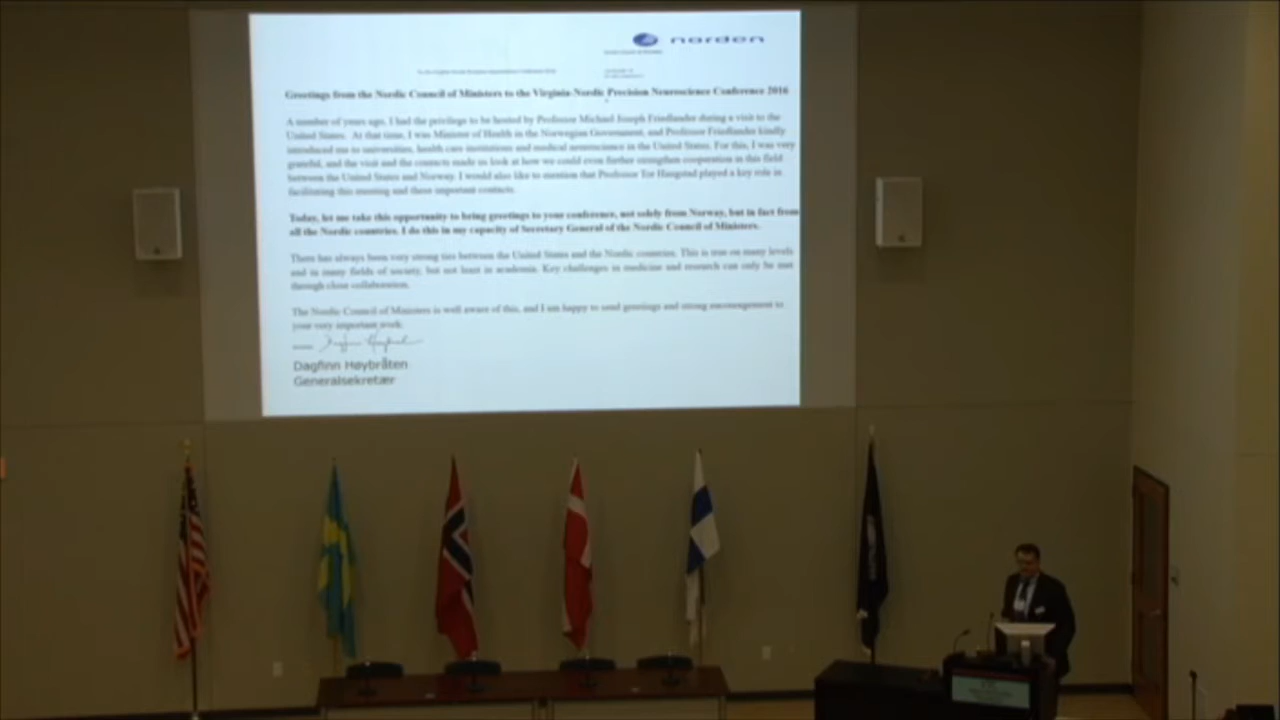 norden
Greetings from the Nordic Council of Ministers to the Virginia-Nordic Precision Neuroscience Conference 2016
A number of years ago, I had the privilege to be hosted by Professor Michael Joseph Friedlander during a visit to the
United States. At that time, I was Minister of Health in the Norwegian Government, and Professor Friedlander kindly
introduced me to universities, health care institutions and medical neuroscience in the United States. For this, I was very
grateful, and the visit and the contacts made us look at how we could even further strengthen cooperation in this field
between the United States and Norway. I would also like to mention that Professor Tor Haugstad played a key role in
facilitating this meeting and these important contacts.
Today, let me take this opportunity to bring greetings to your conference, not solely from Norway, but in fact from
all the Nordic countries. I do this in my capacity of Secretary General of the Nordic Council of Ministers.
There has always been very strong ties between the United States and the Nordic countries. This is true on many levels
and in many fields of society, but not least in academia. Key challenges in medicine and research can only be met
through close collaboration.
The Nordic Council of Ministers is well aware of this, and I am happy to send greetings and strong encouragement to
your very important work.
Dagfinn Høybråten
Generalsekretær